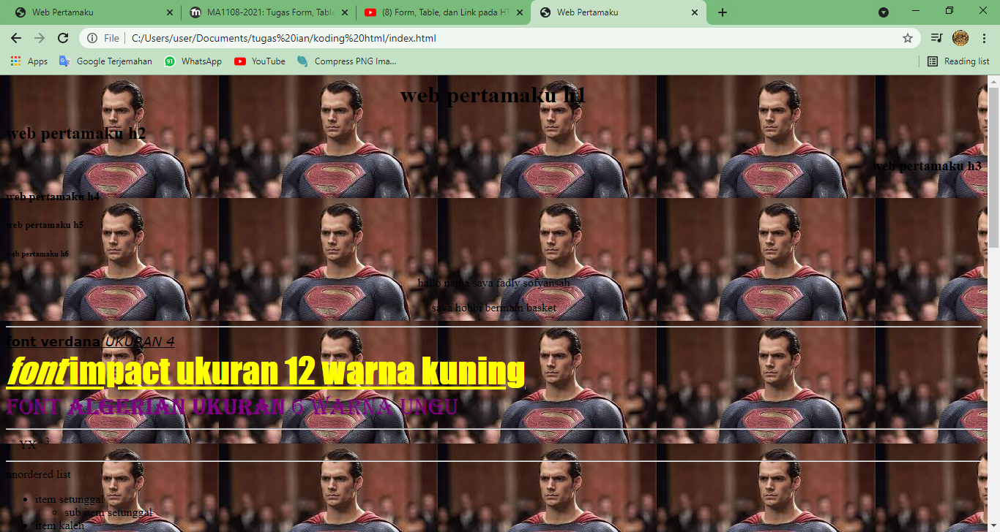 Web Pertamaku
MA1108-2021: Tugas Form, Table
(8) Form, Table, dan Link pada HT
Web Pertamaku
File
C:/Users/user/Documents/tugas%20ian/koding%20html/index.html
Apps
Google Terjemahan
91
WhatsApp
YouTube
Compress PNG Ima...
Reading list
web pertamaku h1
web pertamaku h2
web pertamaku h3
web pertamaku h4
web pertamaku h5
web pertamaku h6
hallo nama saya fadly sofyansah
saya hobbi bermain basket
font verdana UKURAN 4
font impact ukuran 12 warna kuning
FONT ALGERIAN UKURAN 6 WARNA UNGU
YX 3
unordered list
item setunggal
sub item setunggal
item kaleh